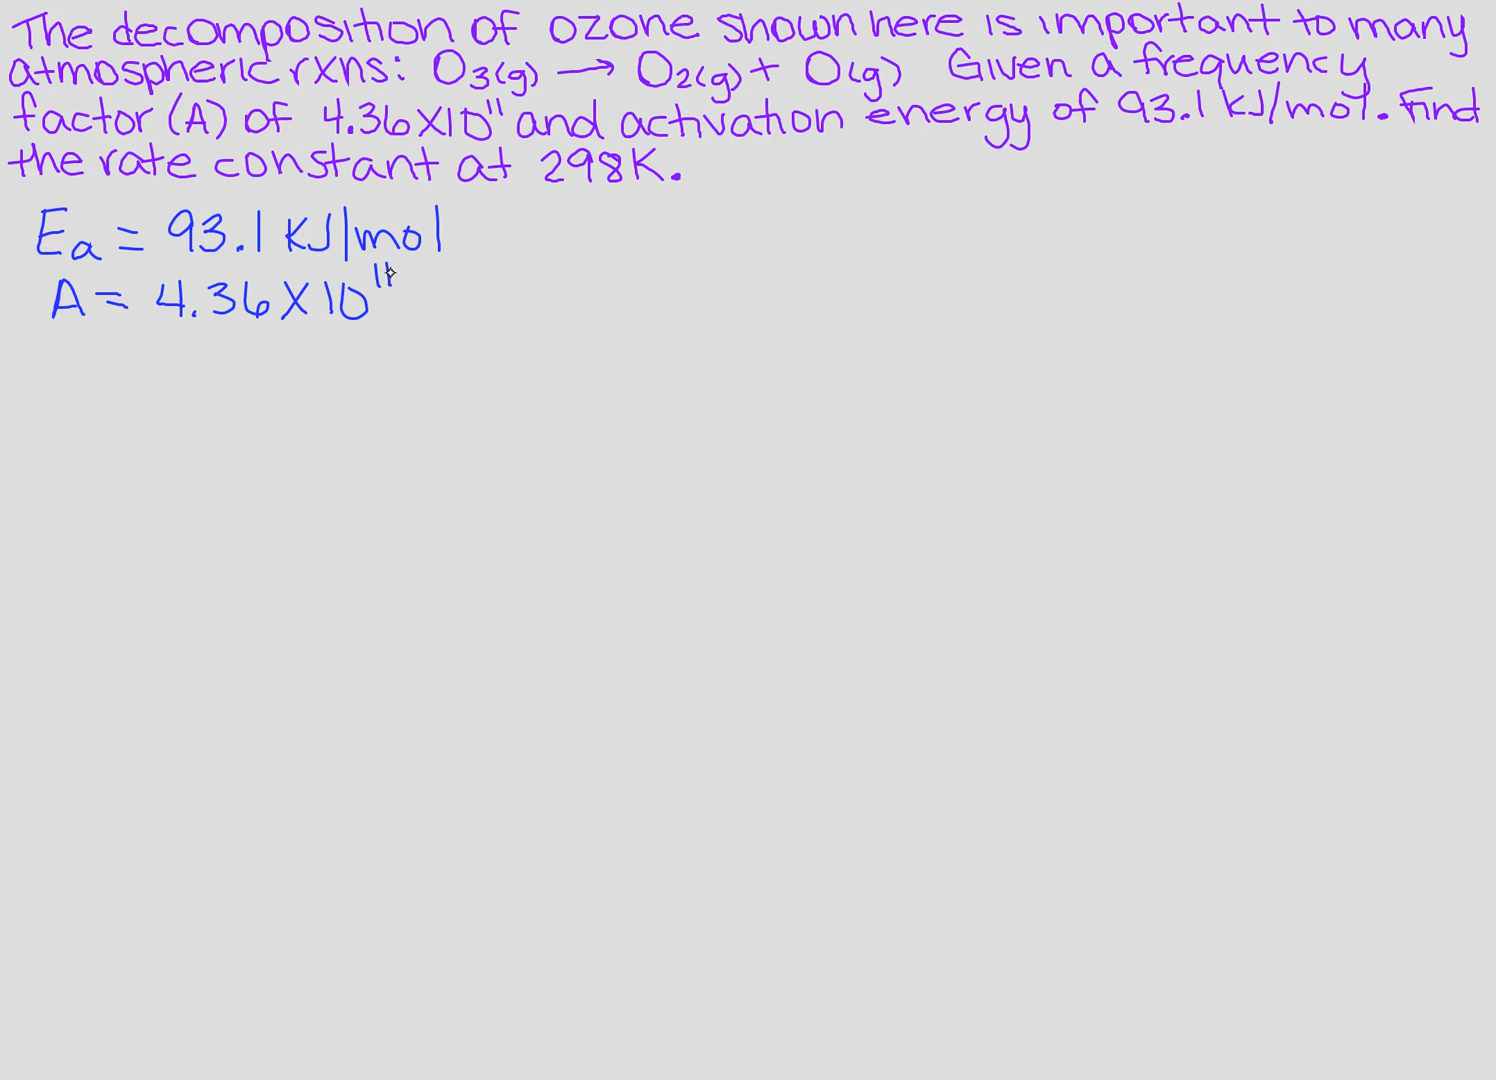 The decomposition of ozone shown here is important to many
atmospheric rxns: O₃(g) → O₂(g) + O(g) Given a frequency
factor (A) of 4.36X10¹¹ and activation energy of 93.1 KJ/mol. Find
the rate constant at 298K.
Eₐ = 93.1 KJ/mol
A = 4.36X10¹¹